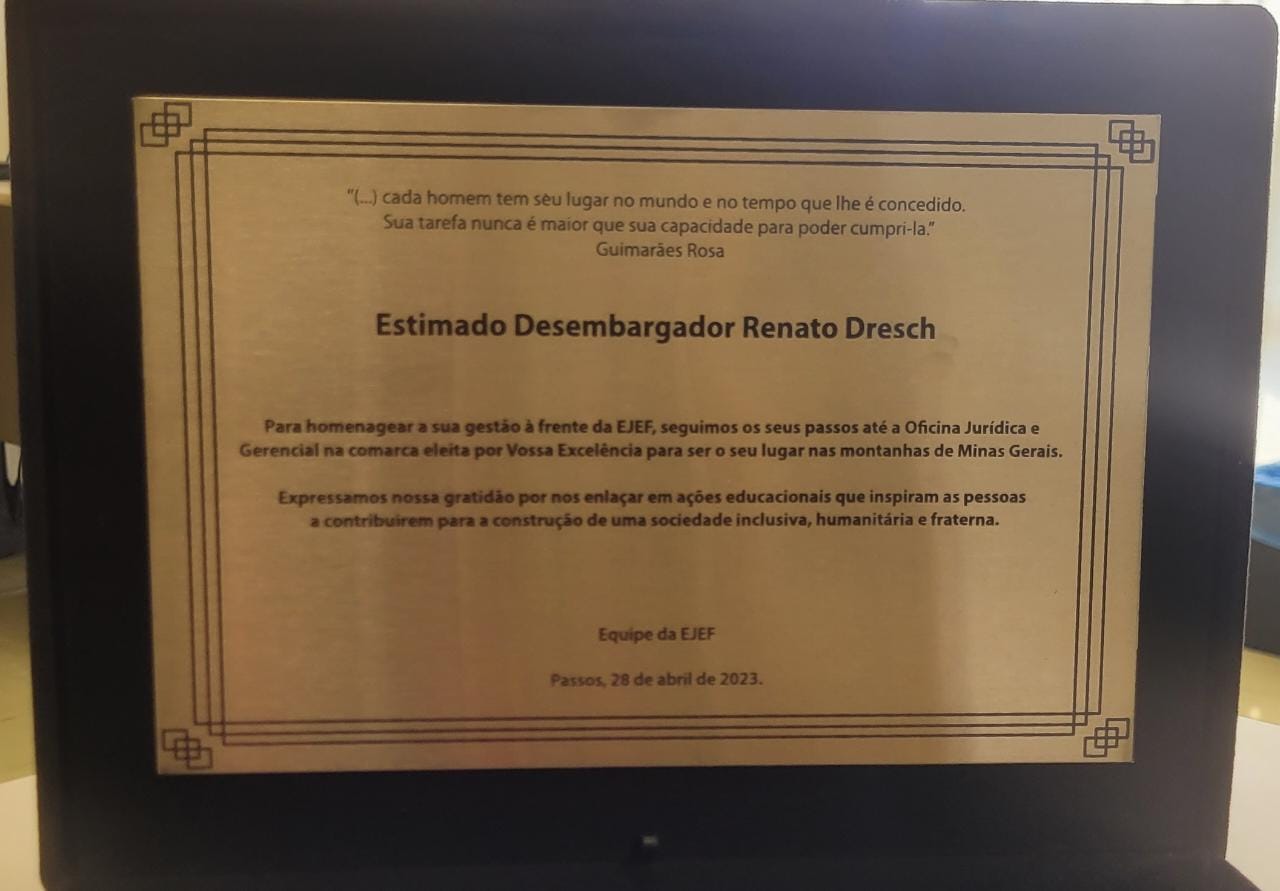 "(...) cada homem tem seu lugar no mundo e no tempo que lhe é concedido.
Sua tarefa nunca é maior que sua capacidade para poder cumpri-la."
Guimarães Rosa
Estimado Desembargador Renato Dresch
Para homenagear a sua gestão à frente da EJEF, seguimos os seus passos até a Oficina Jurídica e
Gerencial na comarca eleita por Vossa Excelência para ser o seu lugar nas montanhas de Minas Gerais.
Expressamos nossa gratidão por nos enlaçar em ações educacionais que inspiram as pessoas
a contribuirem para a construção de uma sociedade inclusiva, humanitária e fraterna.
Equipe da EJEF
Passos, 28 de abril de 2023.